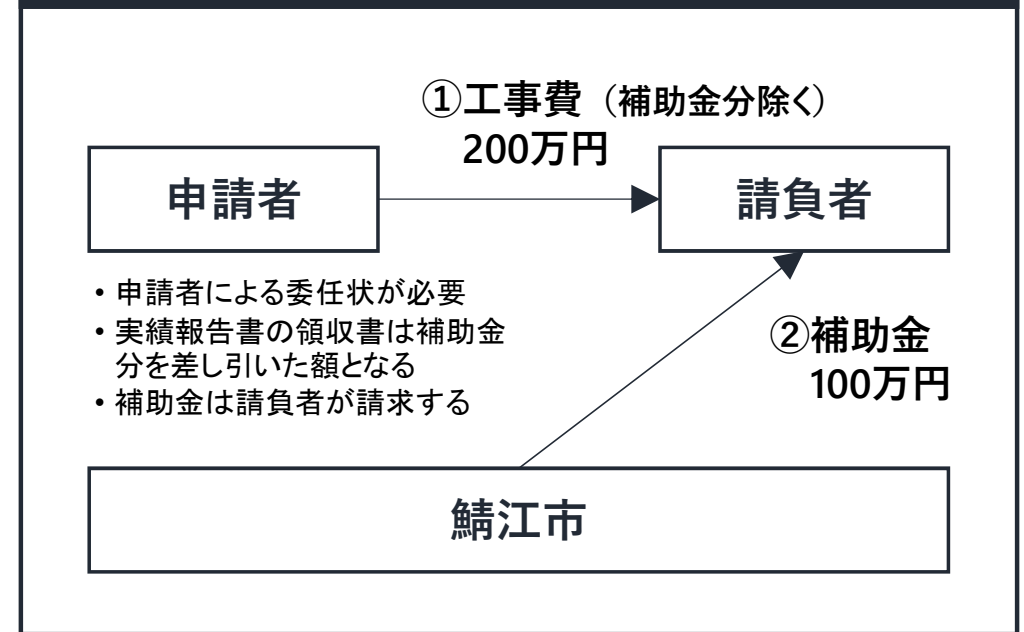 ①工事費（補助金分除く）
200万円
申請者
請負者
・申請者による委任状が必要
・実績報告書の領収書は補助金
分を差し引いた額となる
・補助金は請負者が請求する
②補助金
100万円
鯖江市